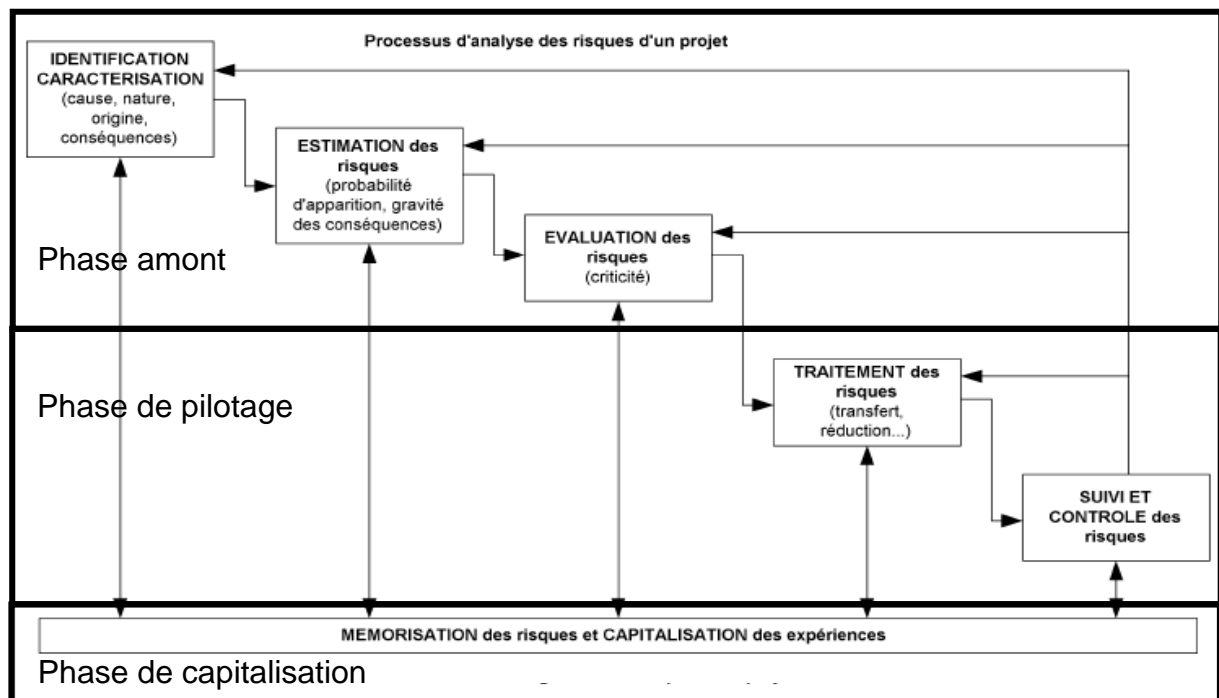 Processus d'analyse des risques d'un projet
IDENTIFICATION
CARACTERISATION
(cause, nature,
origine,
conséquences)
ESTIMATION des
risques
(probabilité
d'apparition, gravité
des conséquences)
EVALUATION des
risques
(criticité)
Phase amont
TRAITEMENT des
risques
(transfert,
réduction...)
Phase de pilotage
SUIVI ET
CONTROLE des
risques
MEMORISATION des risques et CAPITALISATION des expériences
Phase de capitalisation